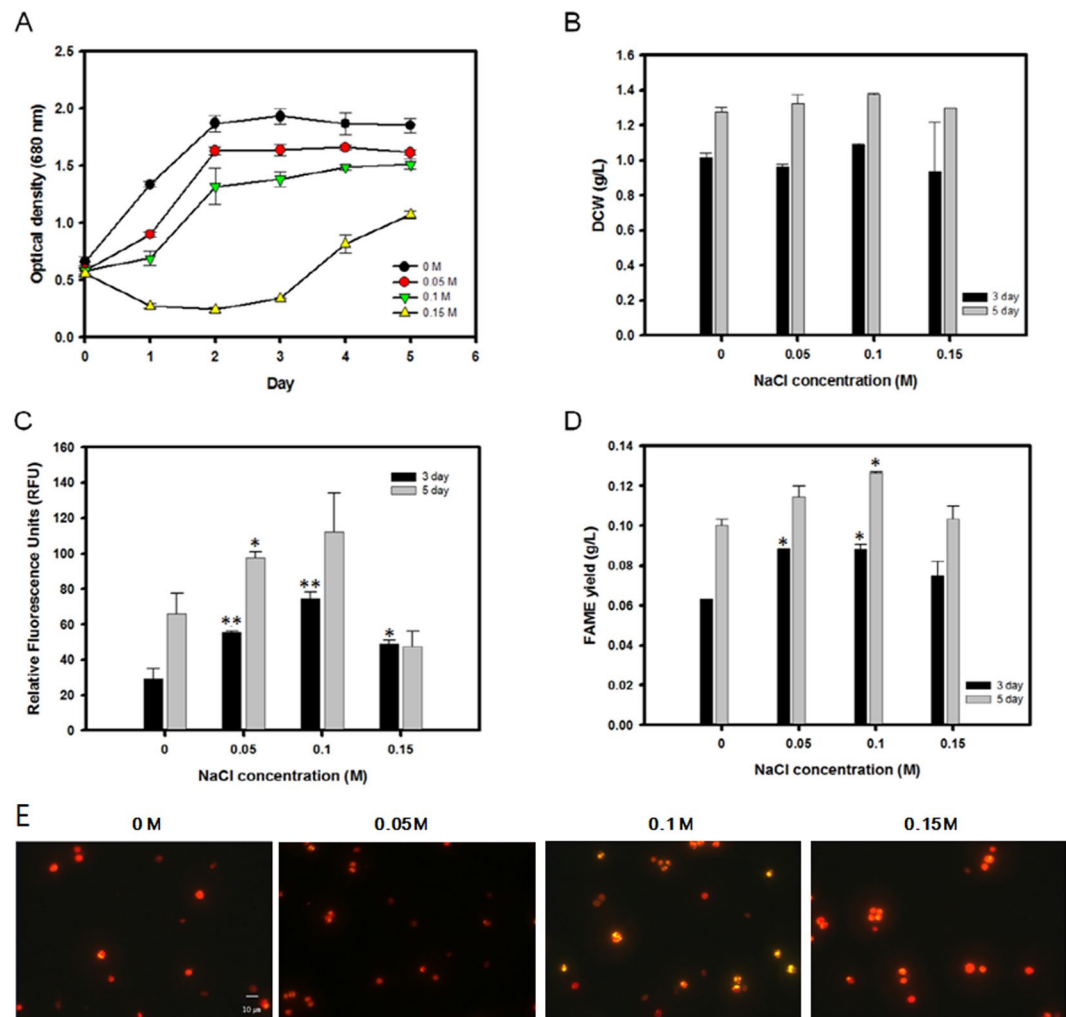 A
Optical density (680 nm)
2.5
2.0
1.5
1.0
0.5
0.0
0 1 2 3 4 5 6
Day
0 M
0.05 M
0.1 M
0.15 M
B
DCW (g/L)
1.6
1.4
1.2
1.0
0.8
0.6
0.4
0.2
0.0
0 0.05 0.1 0.15
NaCl concentration (M)
3 day
5 day
C
Relative Fluorescence Units (RFU)
160
140
120
100
80
60
40
20
0
** * ** *
0 0.05 0.1 0.15
NaCl concentration (M)
3 day
5 day
D
FAME yield (g/L)
0.14
0.12
0.10
0.08
0.06
0.04
0.02
0.00
* * *
0 0.05 0.1 0.15
NaCl concentration (M)
3 day
5 day
E
0 M 0.05M 0.1M 0.15M
10 μm